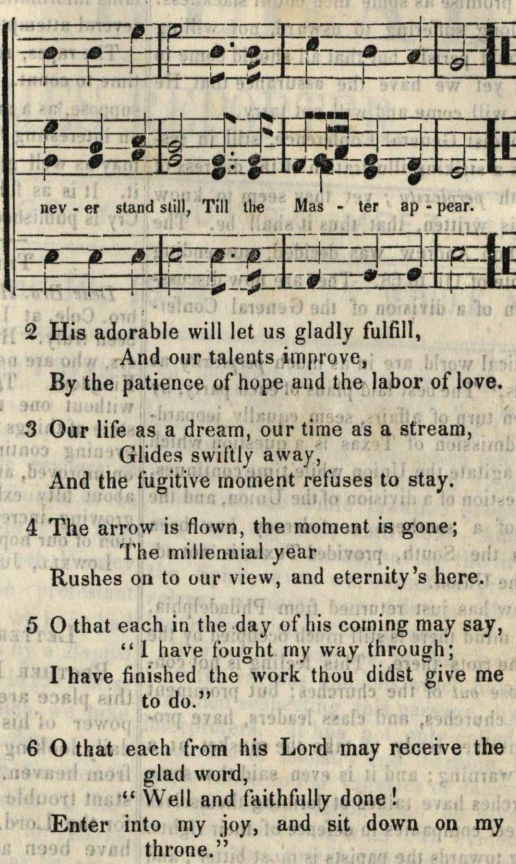 nev - er stand still, Till the Mas - ter ap - pear.
2 His adorable will let us gladly fulfill,
And our talents improve,
By the patience of hope and the labor of love.
3 Our life as a dream, our time as a stream,
Glides swiftly away,
And the fugitive moment refuses to stay.
4 The arrow is flown, the moment is gone;
The millennial year
Rushes on to our view, and eternity's here.
5 O that each in the day of his coming may say,
"I have fought my way through;
I have finished the work thou didst give me
to do."
6 O that each from his Lord may receive the
glad word,
"Well and faithfully done!
Enter into my joy, and sit down on my
throne."